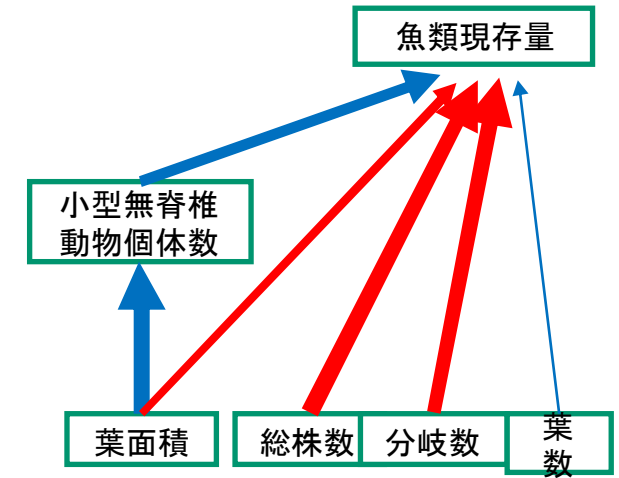 魚類現存量
小型無脊椎
動物個体数
葉面積
総株数
分岐数
葉
数